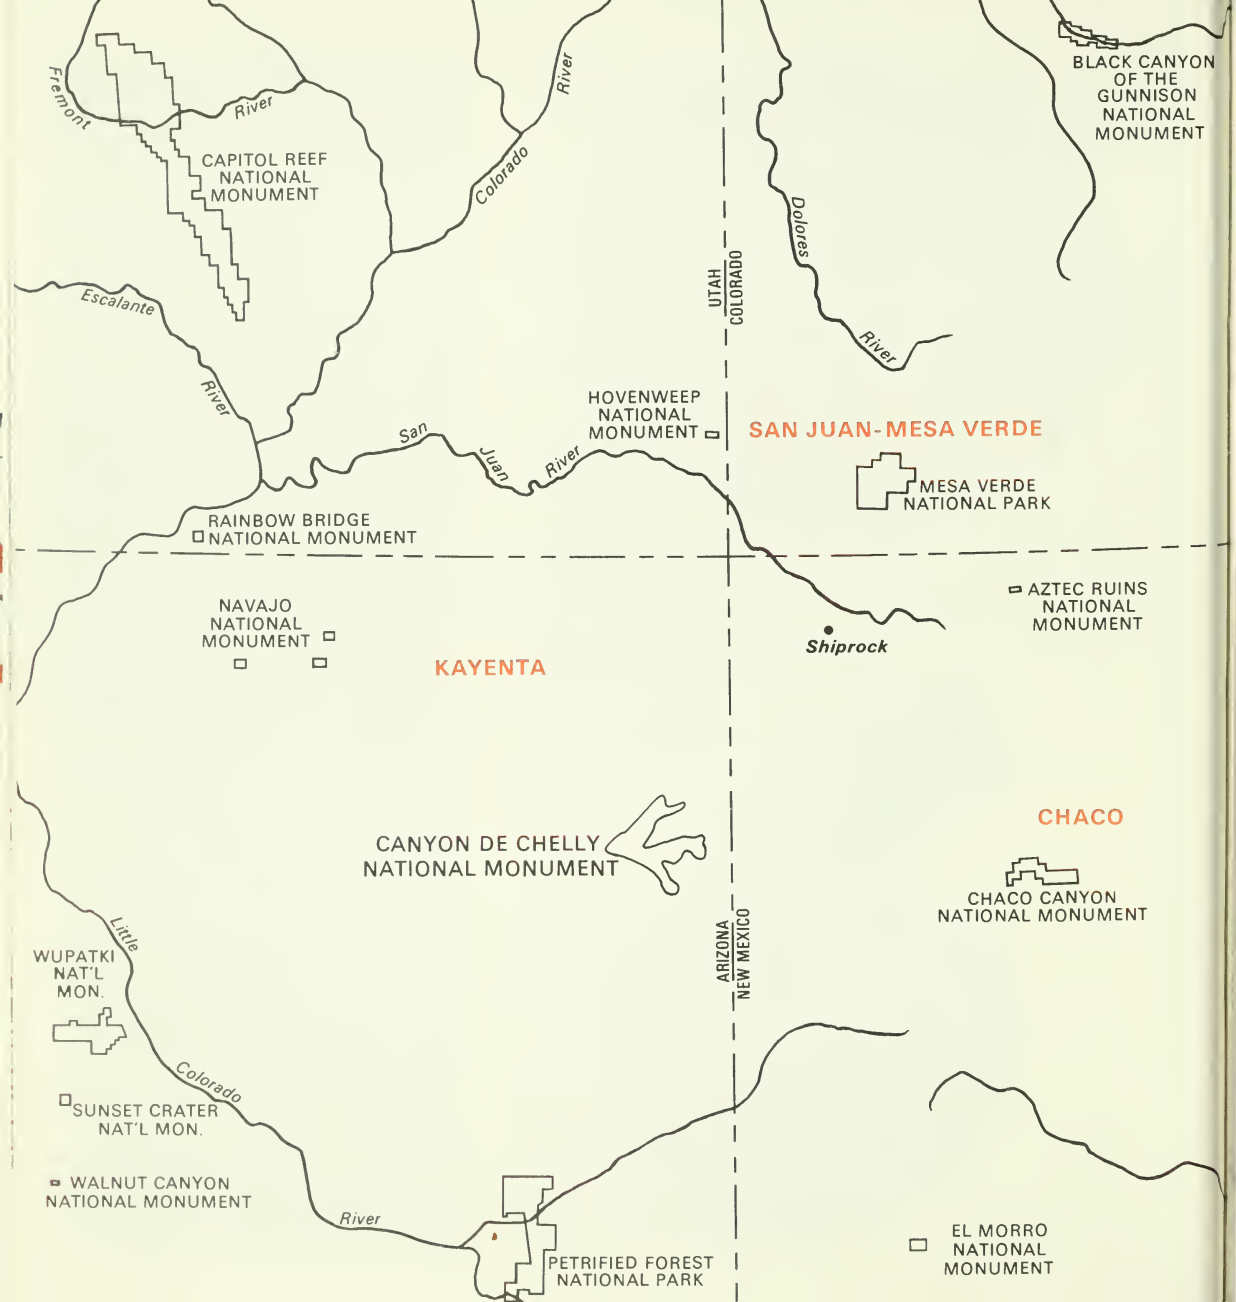 Fremont
River
CAPITOL REEF
NATIONAL
MONUMENT
River
Colorado
BLACK CANYON
OF THE
GUNNISON
NATIONAL
MONUMENT
Dolores
River
UTAH
COLORADO
Escalante
River
HOVENWEEP
NATIONAL
MONUMENT
SAN JUAN-MESA VERDE
San
Juan
River
MESA VERDE
NATIONAL PARK
RAINBOW BRIDGE
NATIONAL MONUMENT
NAVAJO
NATIONAL
MONUMENT
KAYENTA
Shiprock
AZTEC RUINS
NATIONAL
MONUMENT
CHACO
CANYON DE CHELLY
NATIONAL MONUMENT
CHACO CANYON
NATIONAL MONUMENT
ARIZONA
NEW MEXICO
Little
WUPATKI
NAT'L
MON.
Colorado
SUNSET CRATER
NAT'L MON.
WALNUT CANYON
NATIONAL MONUMENT
River
PETRIFIED FOREST
NATIONAL PARK
EL MORRO
NATIONAL
MONUMENT